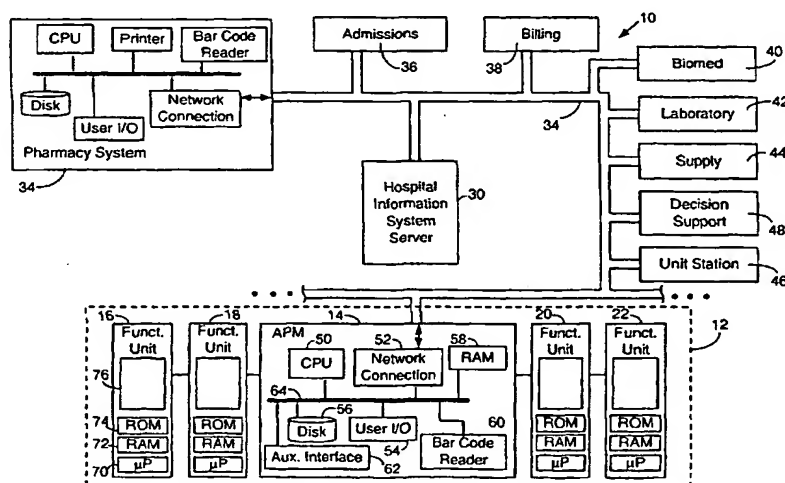 10
CPU
Printer
Bar Code
Reader
Disk
User I/O
Network
Connection
Pharmacy System
34
Admissions
36
Billing
38
34
Hospital
Information
System
Server
30
Biomed
40
Laboratory
42
Supply
44
Decision
Support
48
Unit Station
46
12
16
Funct.
Unit
76
74
ROM
72
RAM
70
µP
18
Funct.
Unit
ROM
RAM
µP
14
APM
50
CPU
52
Network
Connection
58
RAM
64
Disk
56
User I/O
54
60
Bar Code
Reader
Aux. Interface
62
20
Funct.
Unit
ROM
RAM
µP
22
Funct.
Unit
ROM
RAM
µP